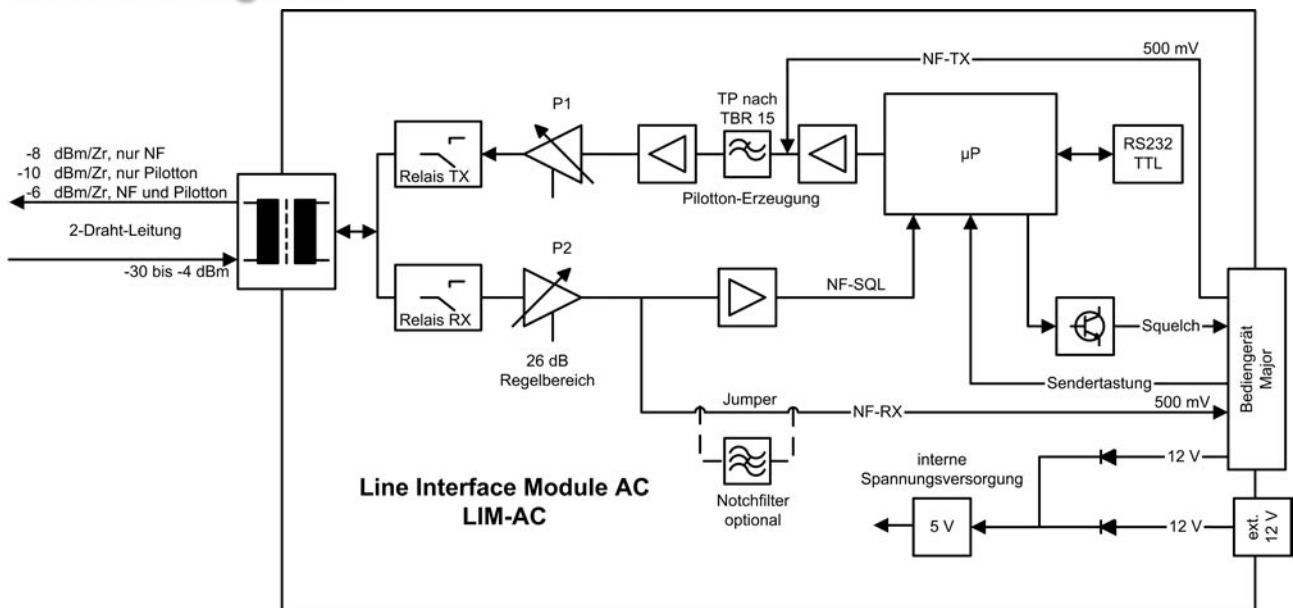 500 mV
NF-TX
P1
TP nach
TBR 15
µP
RS232
TTL
Relais TX
Pilotton-Erzeugung
-8 dBm/Zr, nur NF
-10 dBm/Zr, nur Pilotton
-6 dBm/Zr, NF und Pilotton
2-Draht-Leitung
-30 bis -4 dBm
P2
Relais RX
NF-SQL
26 dB
Regelbereich
Squelch
Sendertastung
Bediengerät
Major
Jumper
NF-RX
500 mV
Notchfilter
optional
Line Interface Module AC
LIM-AC
interne
Spannungsversorgung
12 V
5 V
12 V
ext.
12 V